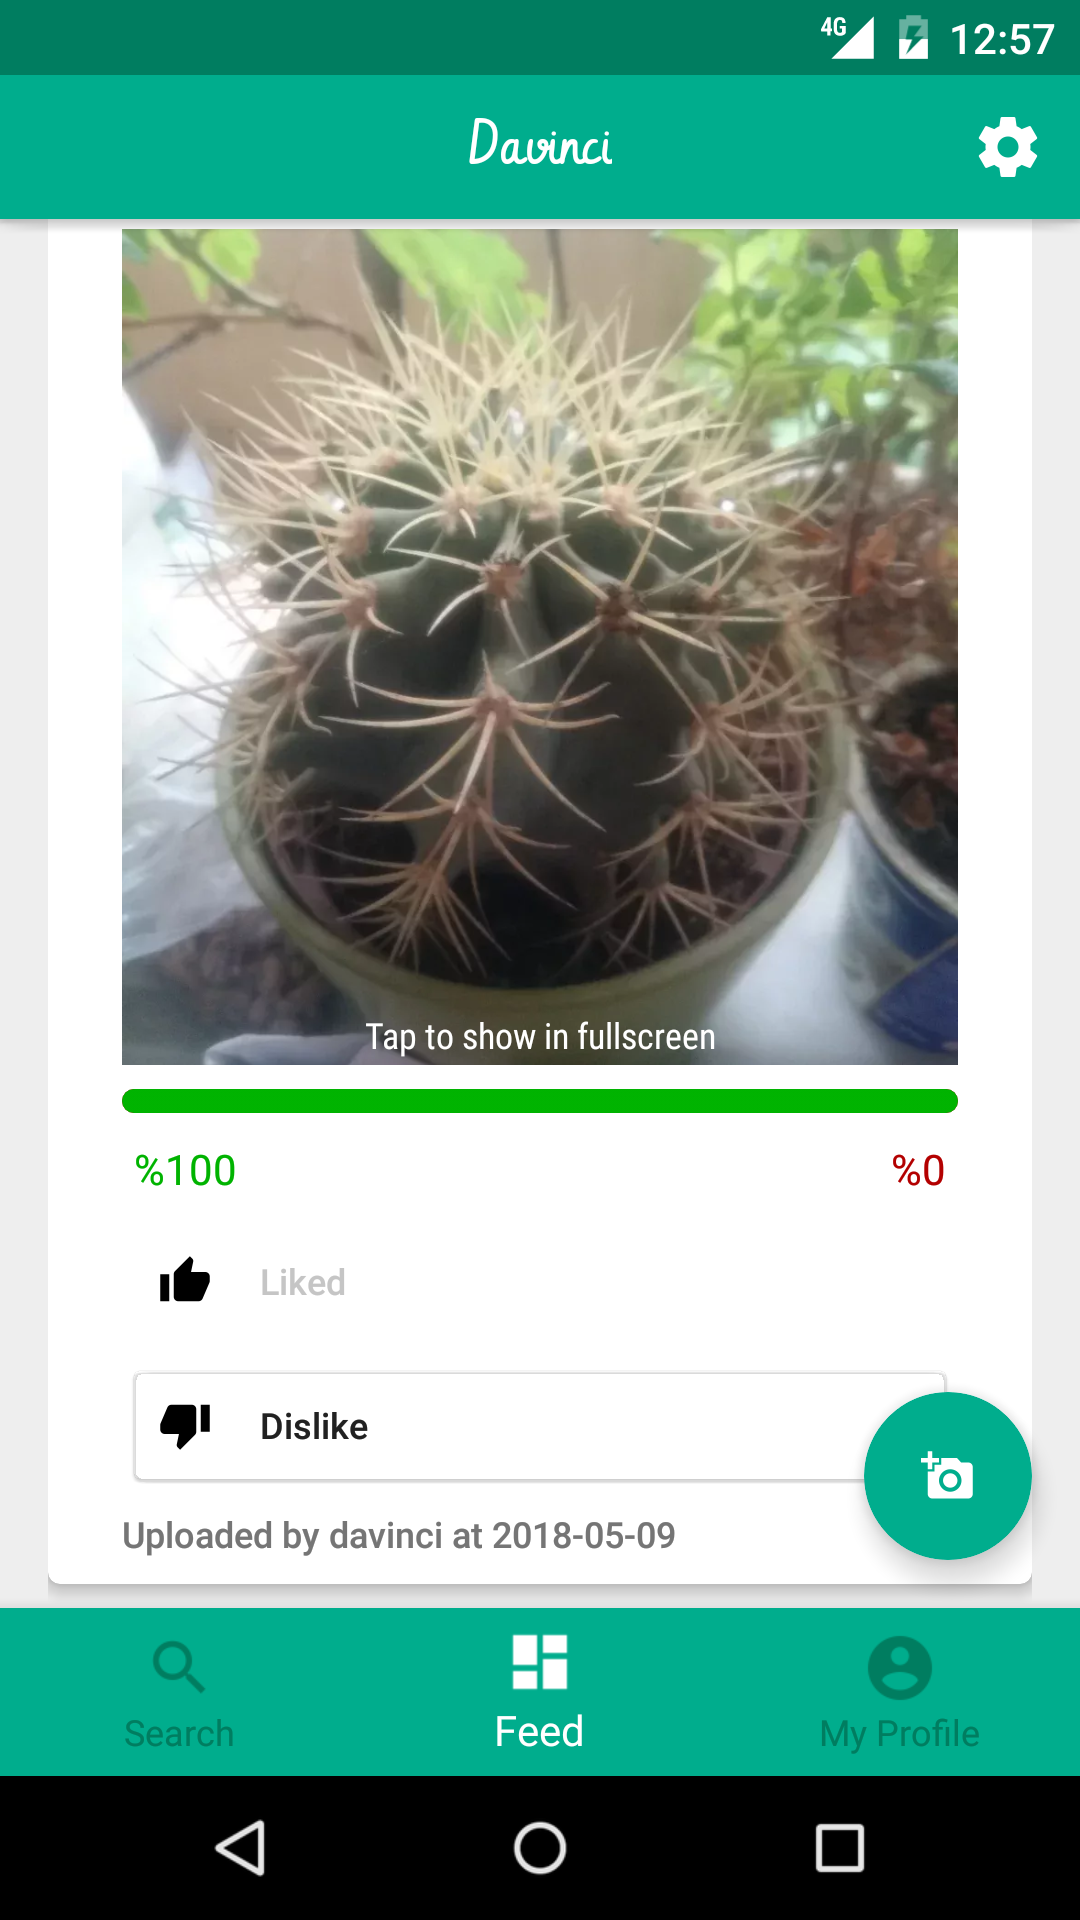 4G 12:57
Davinci
Tap to show in fullscreen
%100 %0
Liked
Dislike
Uploaded by davinci at 2018-05-09
Search Feed My Profile